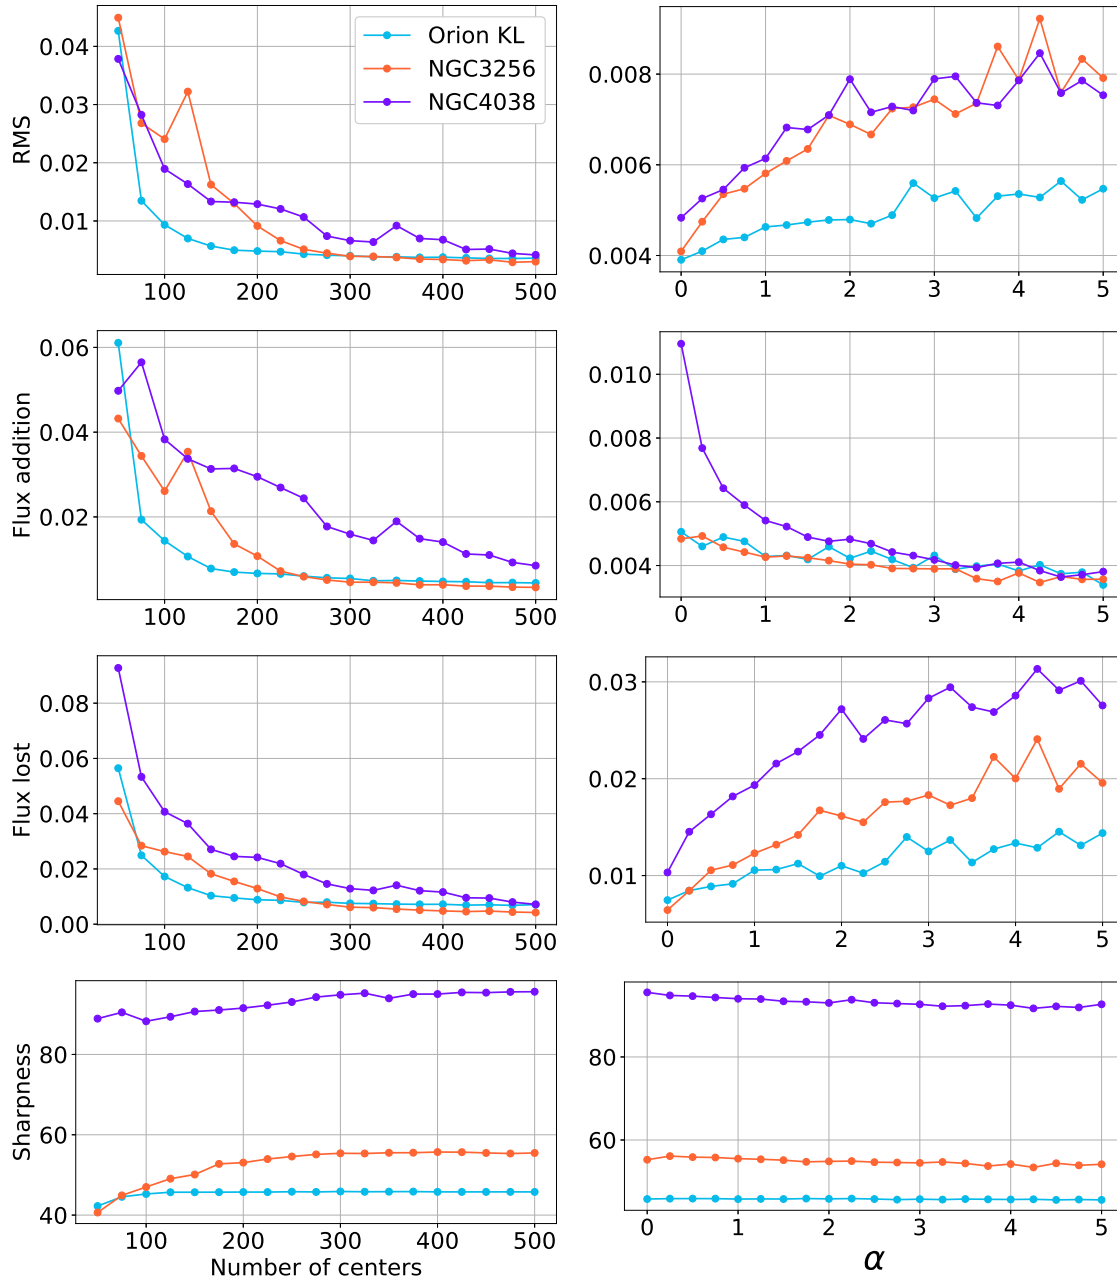 0.04
0.03
0.02
0.01
RMS
Orion KL
NGC3256
NGC4038
100 200 300 400 500
0.008
0.006
0.004
0 1 2 3 4 5
0.06
0.04
0.02
Flux addition
100 200 300 400 500
0.010
0.008
0.006
0.004
0 1 2 3 4 5
0.08
0.06
0.04
0.02
0.00
Flux lost
100 200 300 400 500
0.03
0.02
0.01
0 1 2 3 4 5
80
60
40
Sharpness
100 200 300 400 500
Number of centers
80
60
0 1 2 3 4 5
α